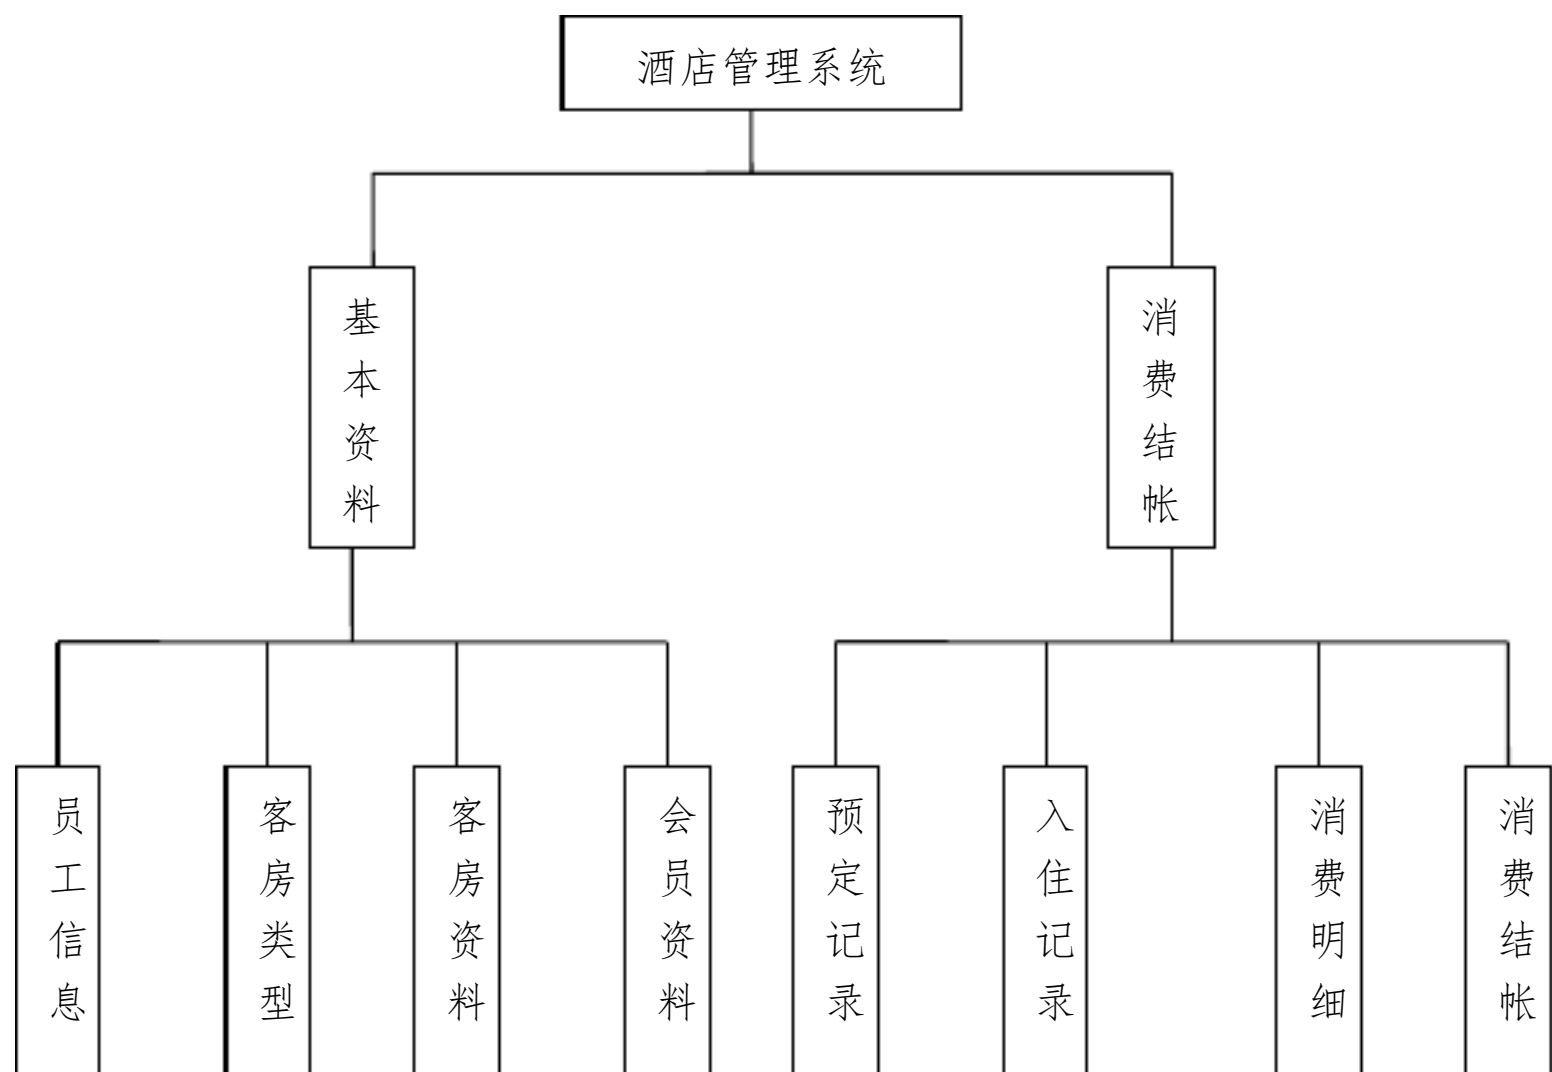 酒店管理系统
基本资料
消费结帐
员工信息
客房类型
客房资料
会员资料
预定记录
入住记录
消费明细
消费结帐